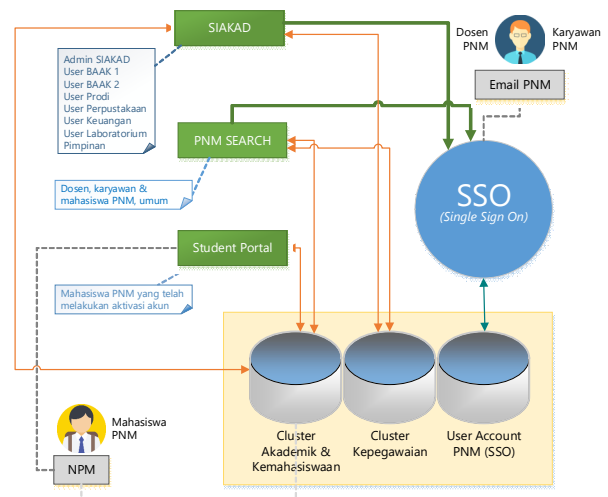 SIAKAD
Dosen
PNM
Karyawan
PNM
Admin SIAKAD
User BAAK 1
User BAAK 2
User Prodi
User Perpustakaan
User Keuangan
User Laboratorium
Pimpinan
Email PNM
PNM SEARCH
Dosen, karyawan &
mahasiswa PNM, umum
SSO
(Single Sign On)
Student Portal
Mahasiswa PNM yang telah
melakukan aktivasi akun
Mahasiswa
PNM
NPM
Cluster
Akademik &
Kemahasiswaan
Cluster
Kepegawaian
User Account
PNM (SSO)